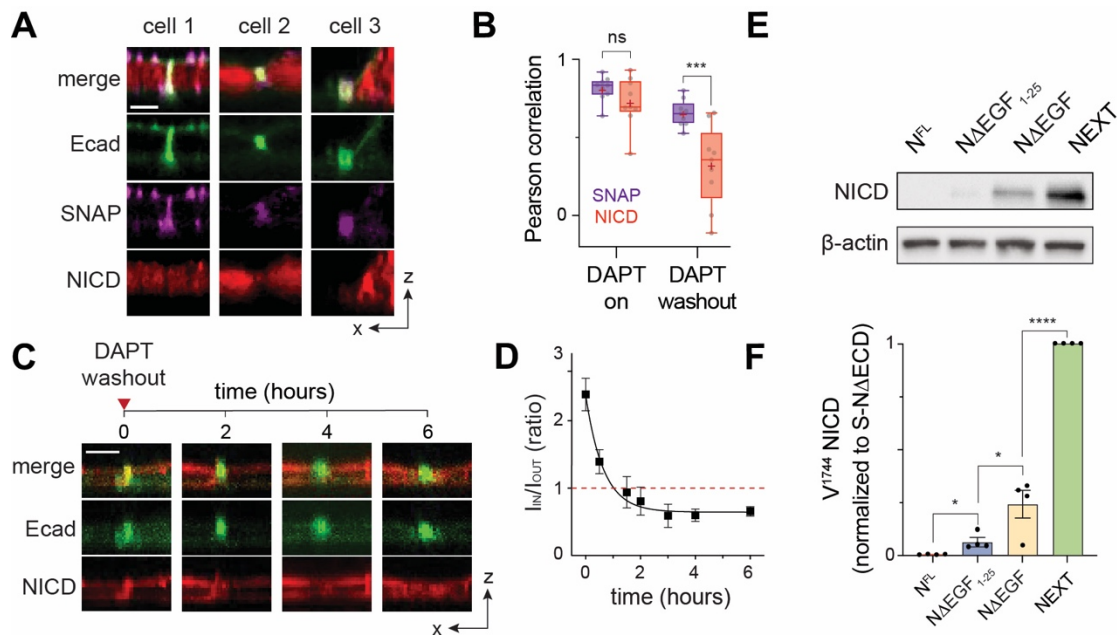 A
cell 1
cell 2
cell 3
merge
Ecad
SNAP
NICD
z
x
B
Pearson correlation
1
0
ns
***
SNAP
NICD
DAPT
on
DAPT
washout
C
DAPT
washout
time (hours)
0
2
4
6
merge
Ecad
NICD
z
x
D
I_IN/I_OUT (ratio)
3
2
1
0
0
2
4
6
time (hours)
E
N^FL
NΔEGF_1-25
NΔEGF
NEXT
NICD
β-actin
F
V^1744 NICD
(normalized to S-NΔECD)
1
0
*
*
****
N^FL
NΔEGF_1-25
NΔEGF
NEXT